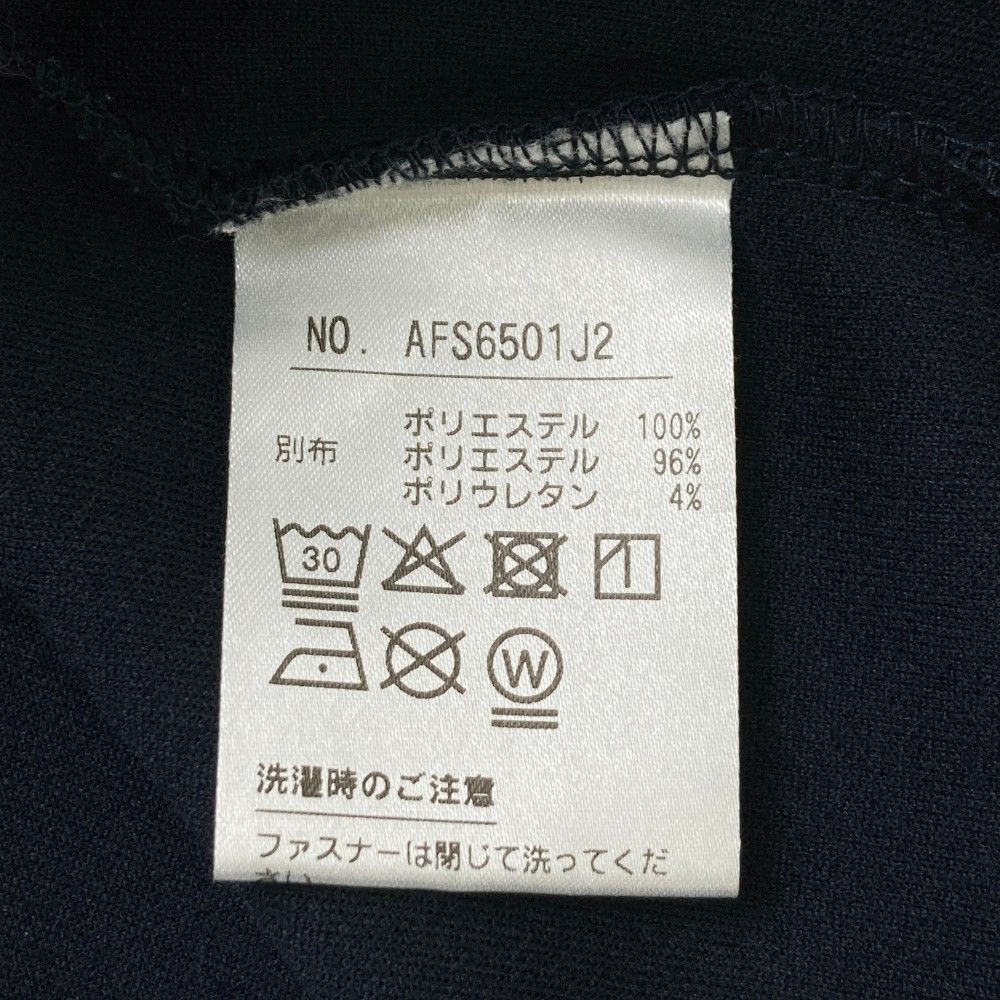 NO. AFS6501J2
ポリエステル 100%
別布 ポリエステル 96%
ポリウレタン 4%
30
W
洗濯時のご注意
ファスナーは閉じて洗ってくだ
さい